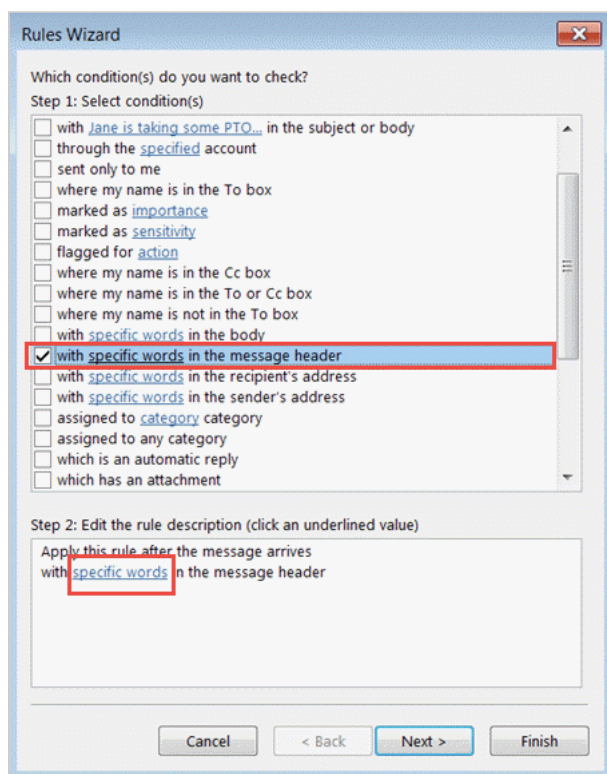 Rules Wizard
Which condition(s) do you want to check?
Step 1: Select condition(s)
with Jane is taking some PTO... in the subject or body
through the specified account
sent only to me
where my name is in the To box
marked as importance
marked as sensitivity
flagged for action
where my name is in the Cc box
where my name is in the To or Cc box
where my name is not in the To box
with specific words in the body
with specific words in the message header
with specific words in the recipient's address
with specific words in the sender's address
assigned to category category
assigned to any category
which is an automatic reply
which has an attachment
Step 2: Edit the rule description (click an underlined value)
Apply this rule after the message arrives
with specific words in the message header
Cancel < Back Next > Finish